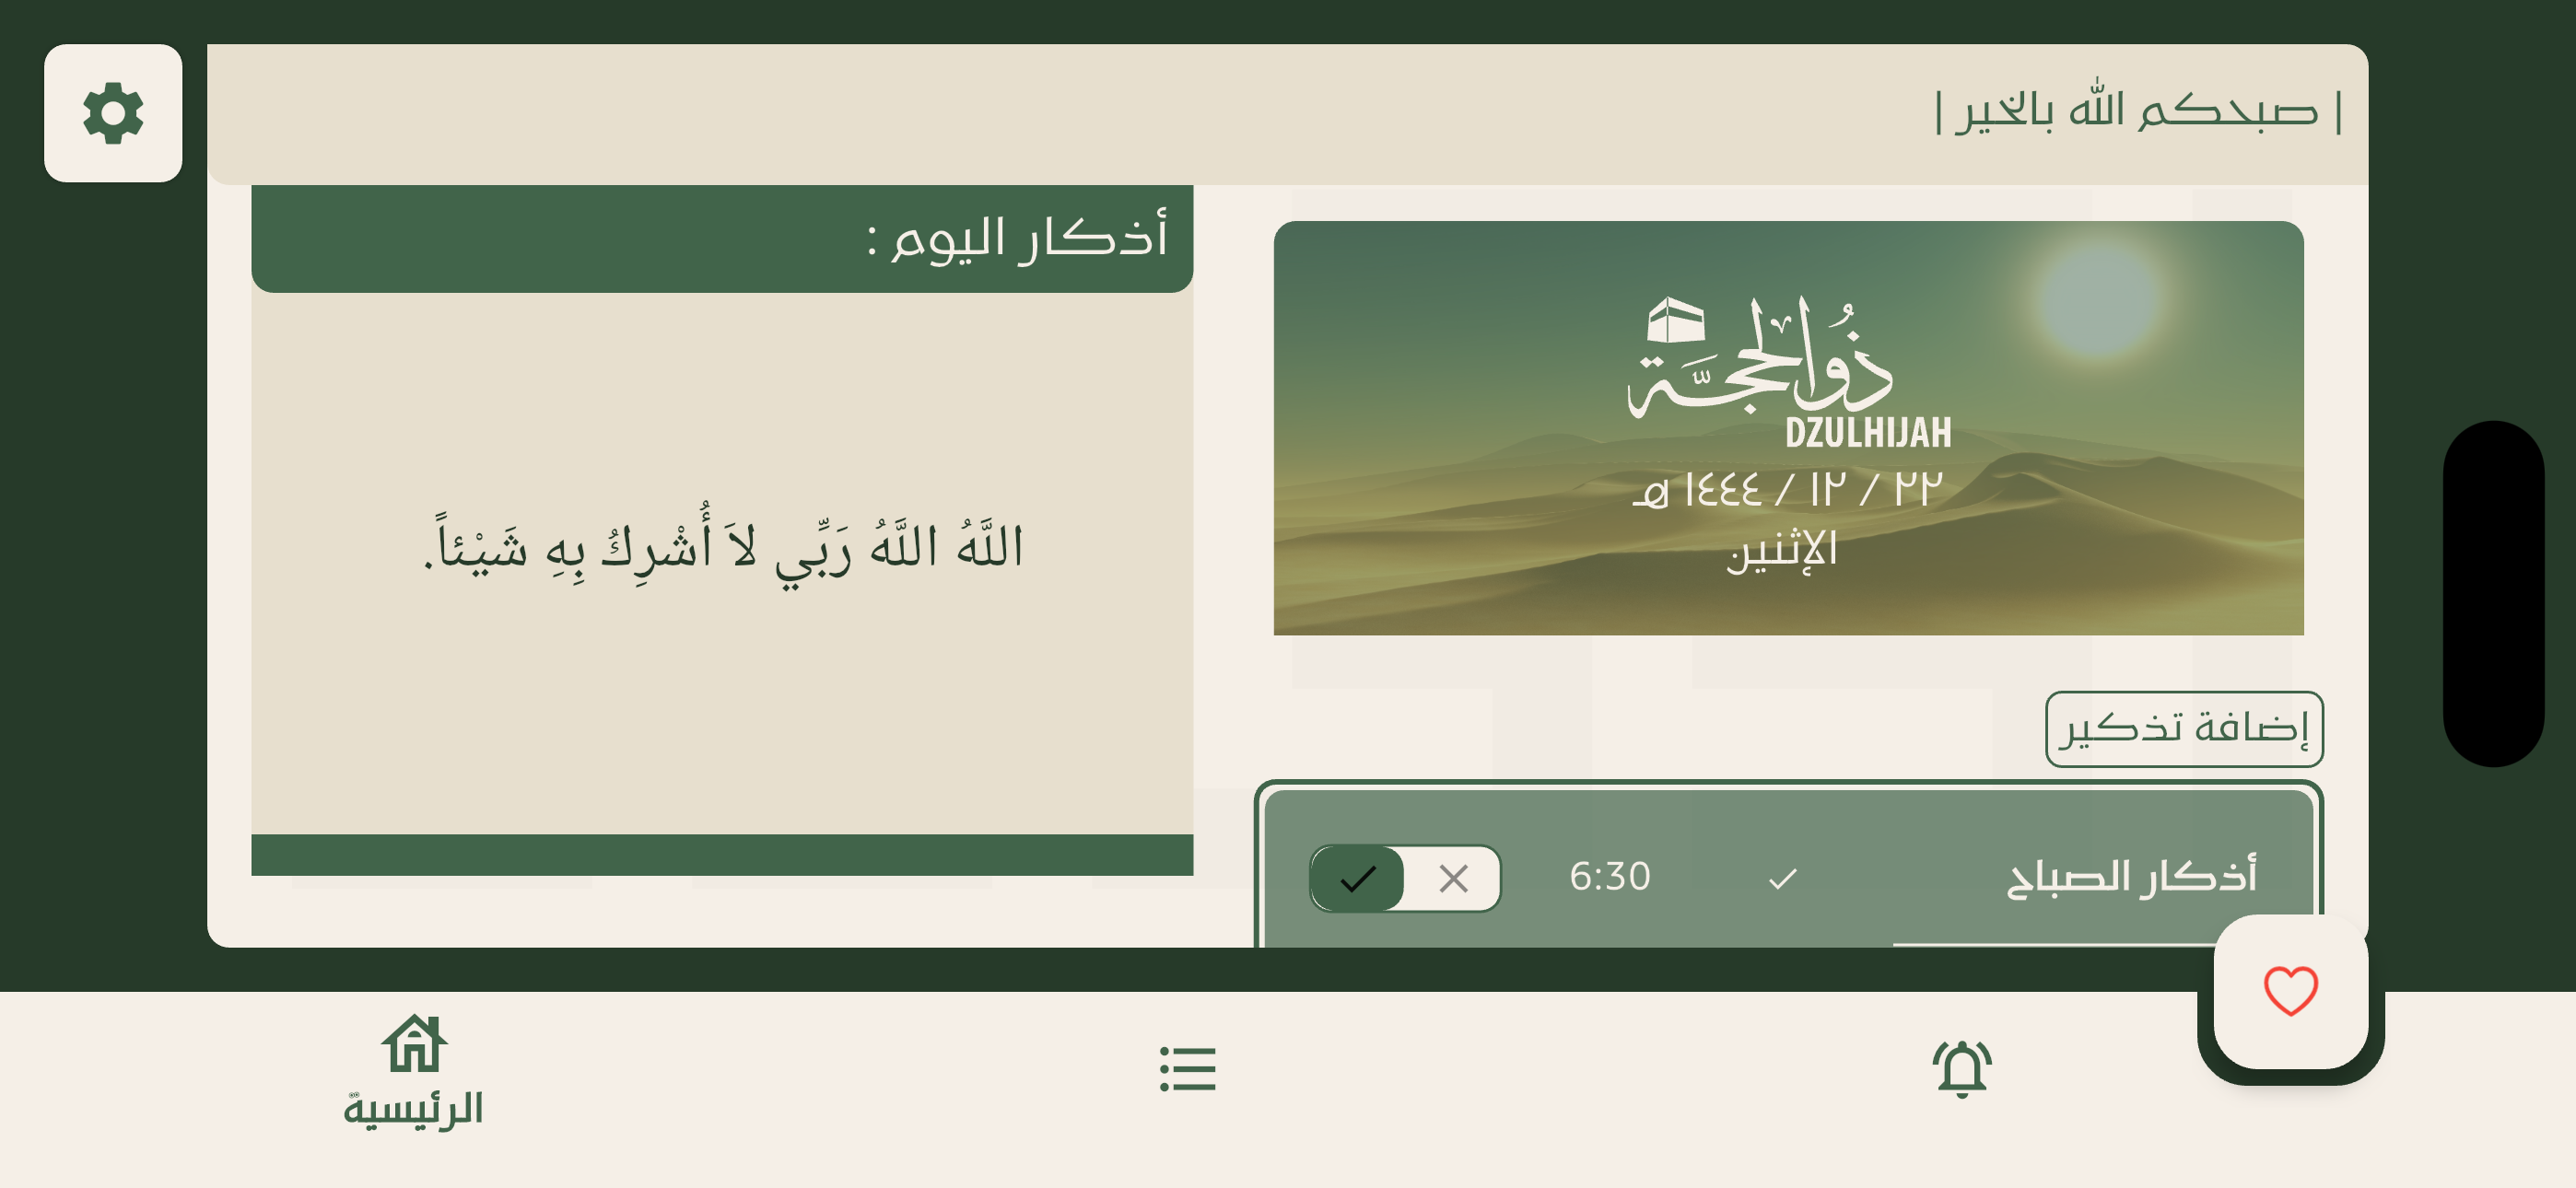 | صبحكم الله بالخير |
ذُوالحجَّة
DZULHIJAH
٢٢ / ١٢ / ١٤٤٤ هـ
الإثنين
إضافة تذكير
أذكار الصباح
6:30
أذكار اليوم :
اللَّهُ اللَّهُ رَبِّي لاَ أُشْرِكُ بِهِ شَيْئاً.
الرئيسية